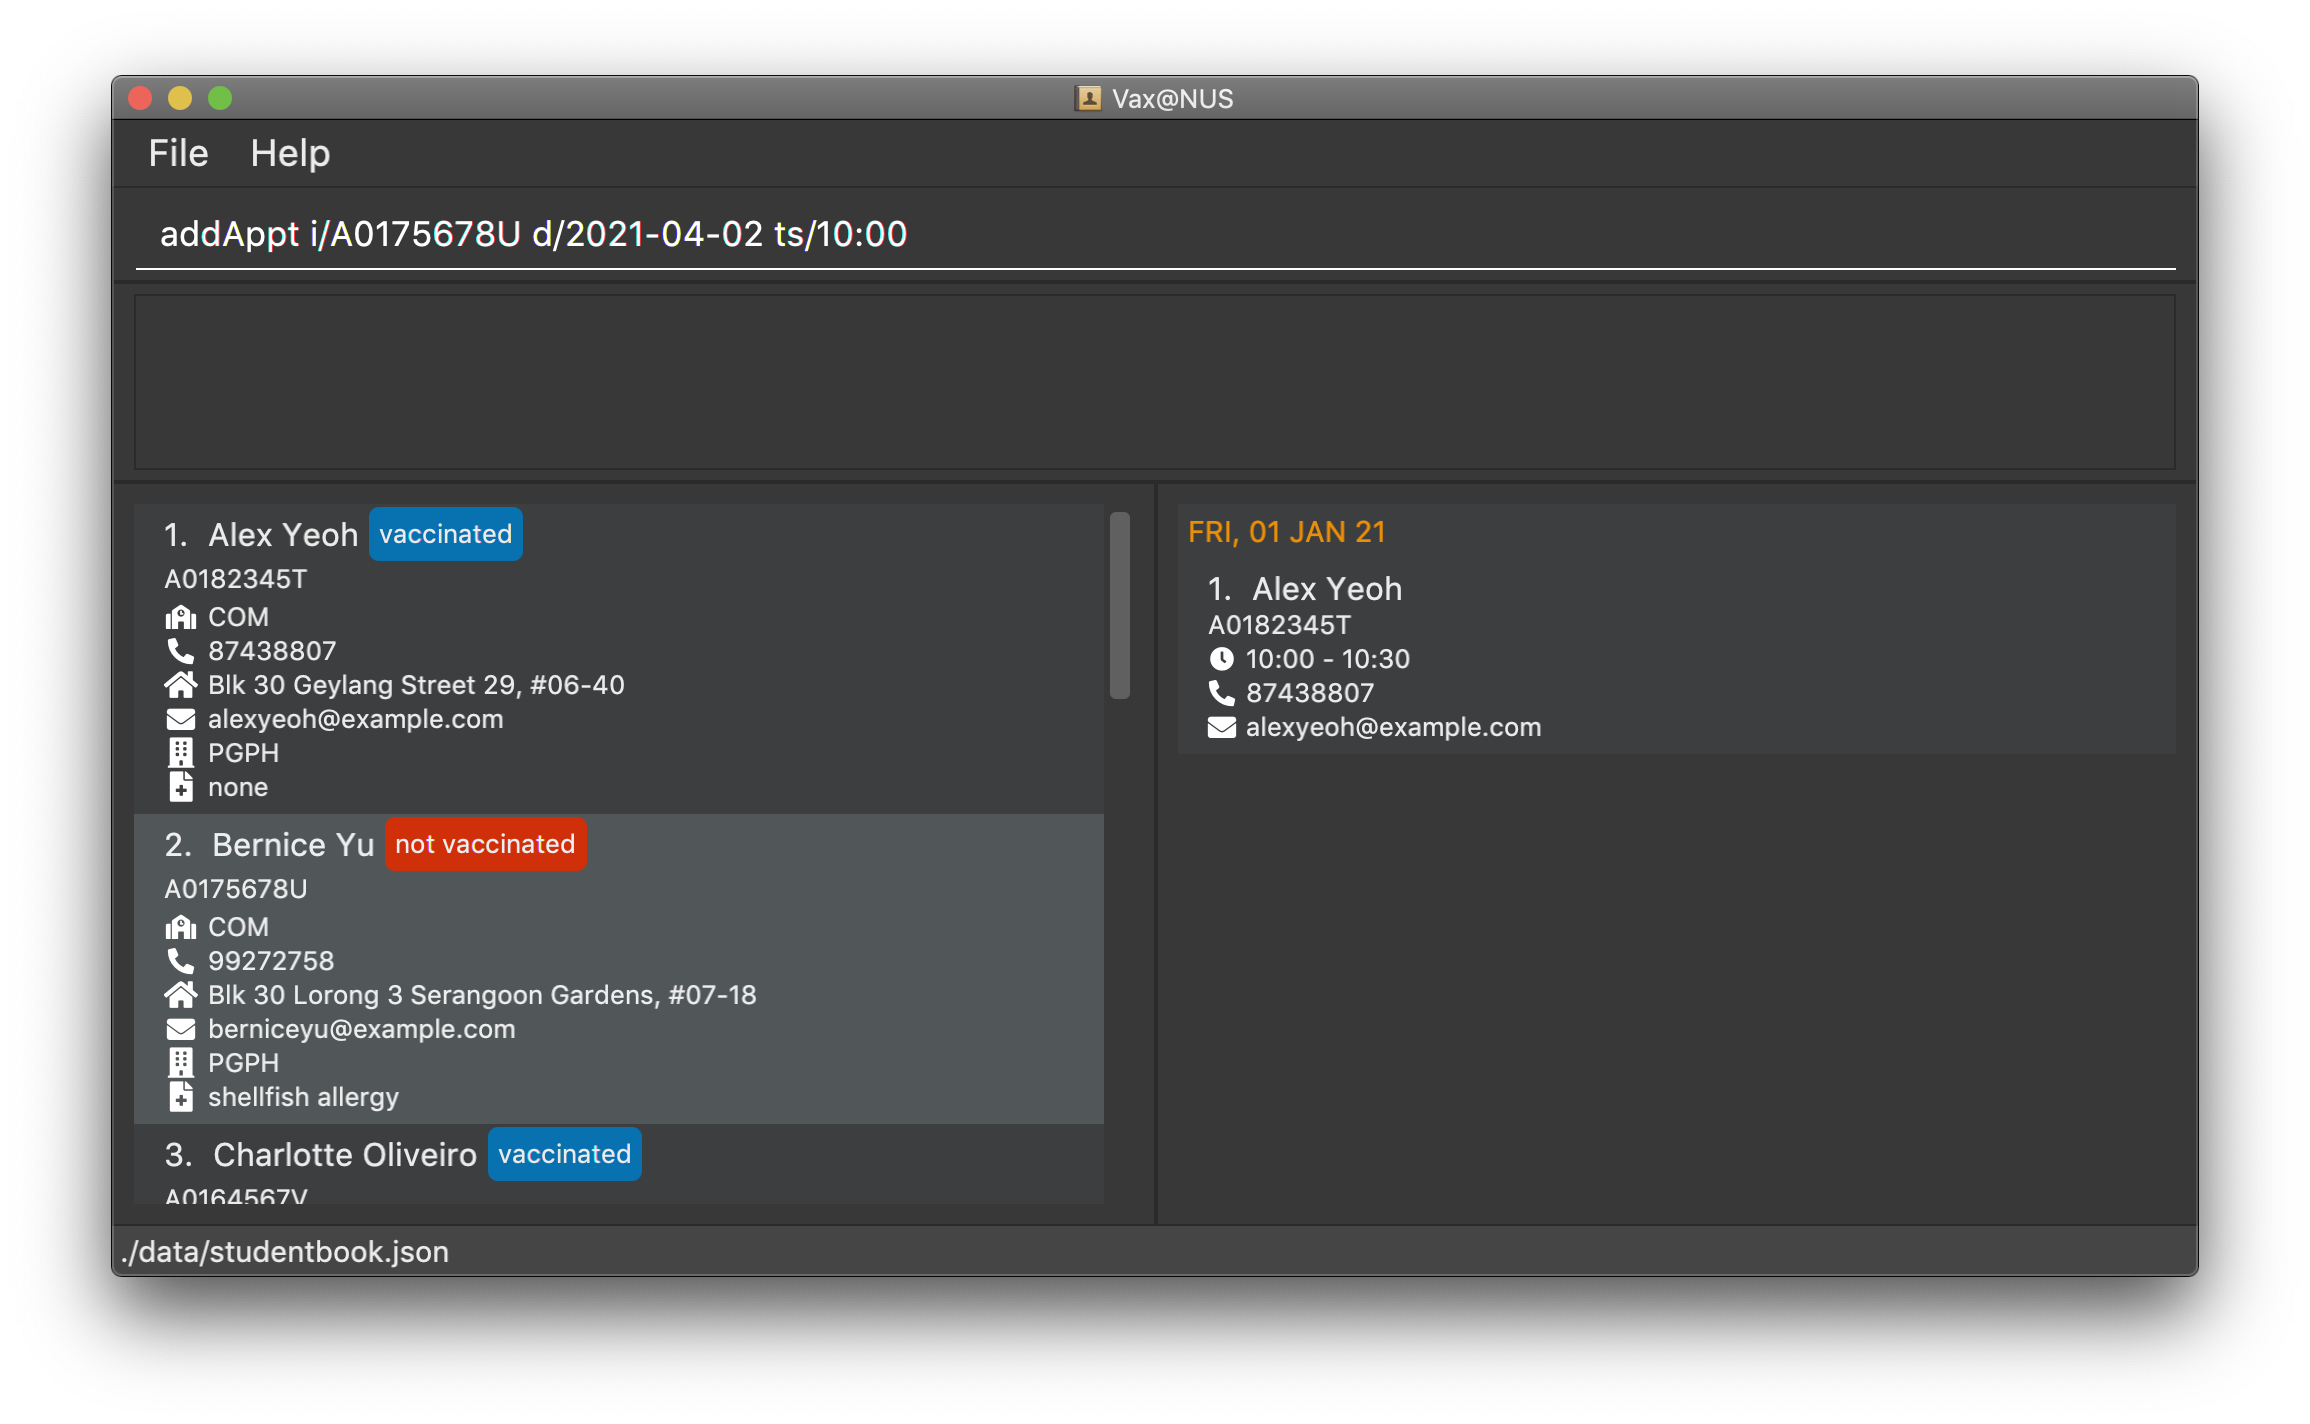 Vax@NUS
File Help
addAppt i/A0175678U d/2021-04-02 ts/10:00
1. Alex Yeoh vaccinated
A0182345T
COM
87438807
Blk 30 Geylang Street 29, #06-40
alexyeoh@example.com
PGPH
none
2. Bernice Yu not vaccinated
A0175678U
COM
99272758
Blk 30 Lorong 3 Serangoon Gardens, #07-18
berniceyu@example.com
PGPH
shellfish allergy
3. Charlotte Oliveiro vaccinated
A0164567V
FRI, 01 JAN 21
1. Alex Yeoh
A0182345T
10:00 - 10:30
87438807
alexyeoh@example.com
./data/studentbook.json